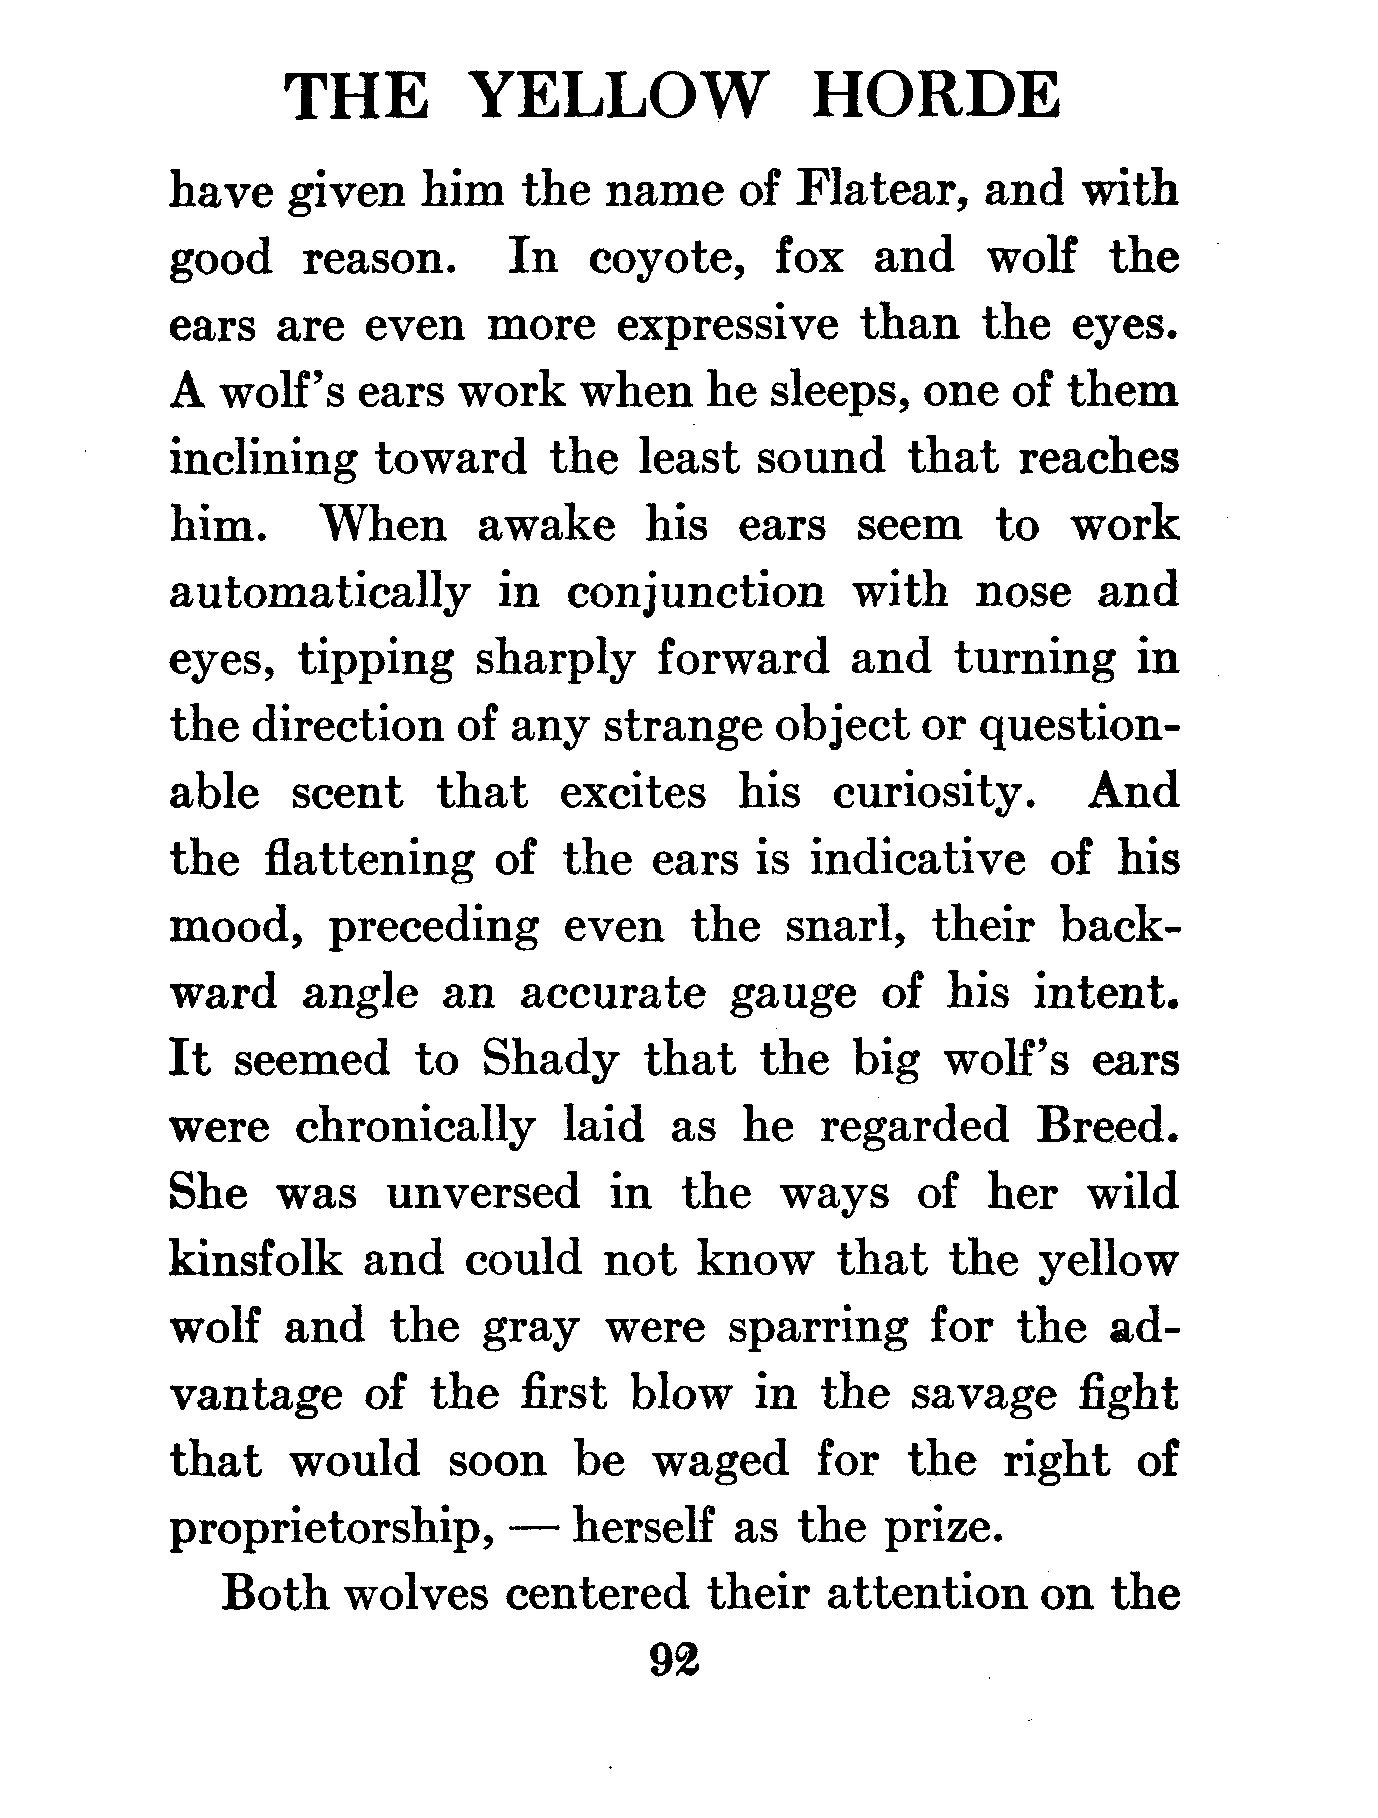 THE YELLOW HORDE
have given him the name of Flatear, and with
good reason. In coyote, fox and wolf the
ears are even more expressive than the eyes.
A wolf's ears work when he sleeps, one of them
inclining toward the least sound that reaches
him. When awake his ears seem to work
automatically in conjunction with nose and
eyes, tipping sharply forward and turning in
the direction of any strange object or question-
able scent that excites his curiosity. And
the flattening of the ears is indicative of his
mood, preceding even the snarl, their back-
ward angle an accurate gauge of his intent.
It seemed to Shady that the big wolf's ears
were chronically laid as he regarded Breed.
She was unversed in the ways of her wild
kinsfolk and could not know that the yellow
wolf and the gray were sparring for the ad-
vantage of the first blow in the savage fight
that would soon be waged for the right of
proprietorship, — herself as the prize.
Both wolves centered their attention on the
92